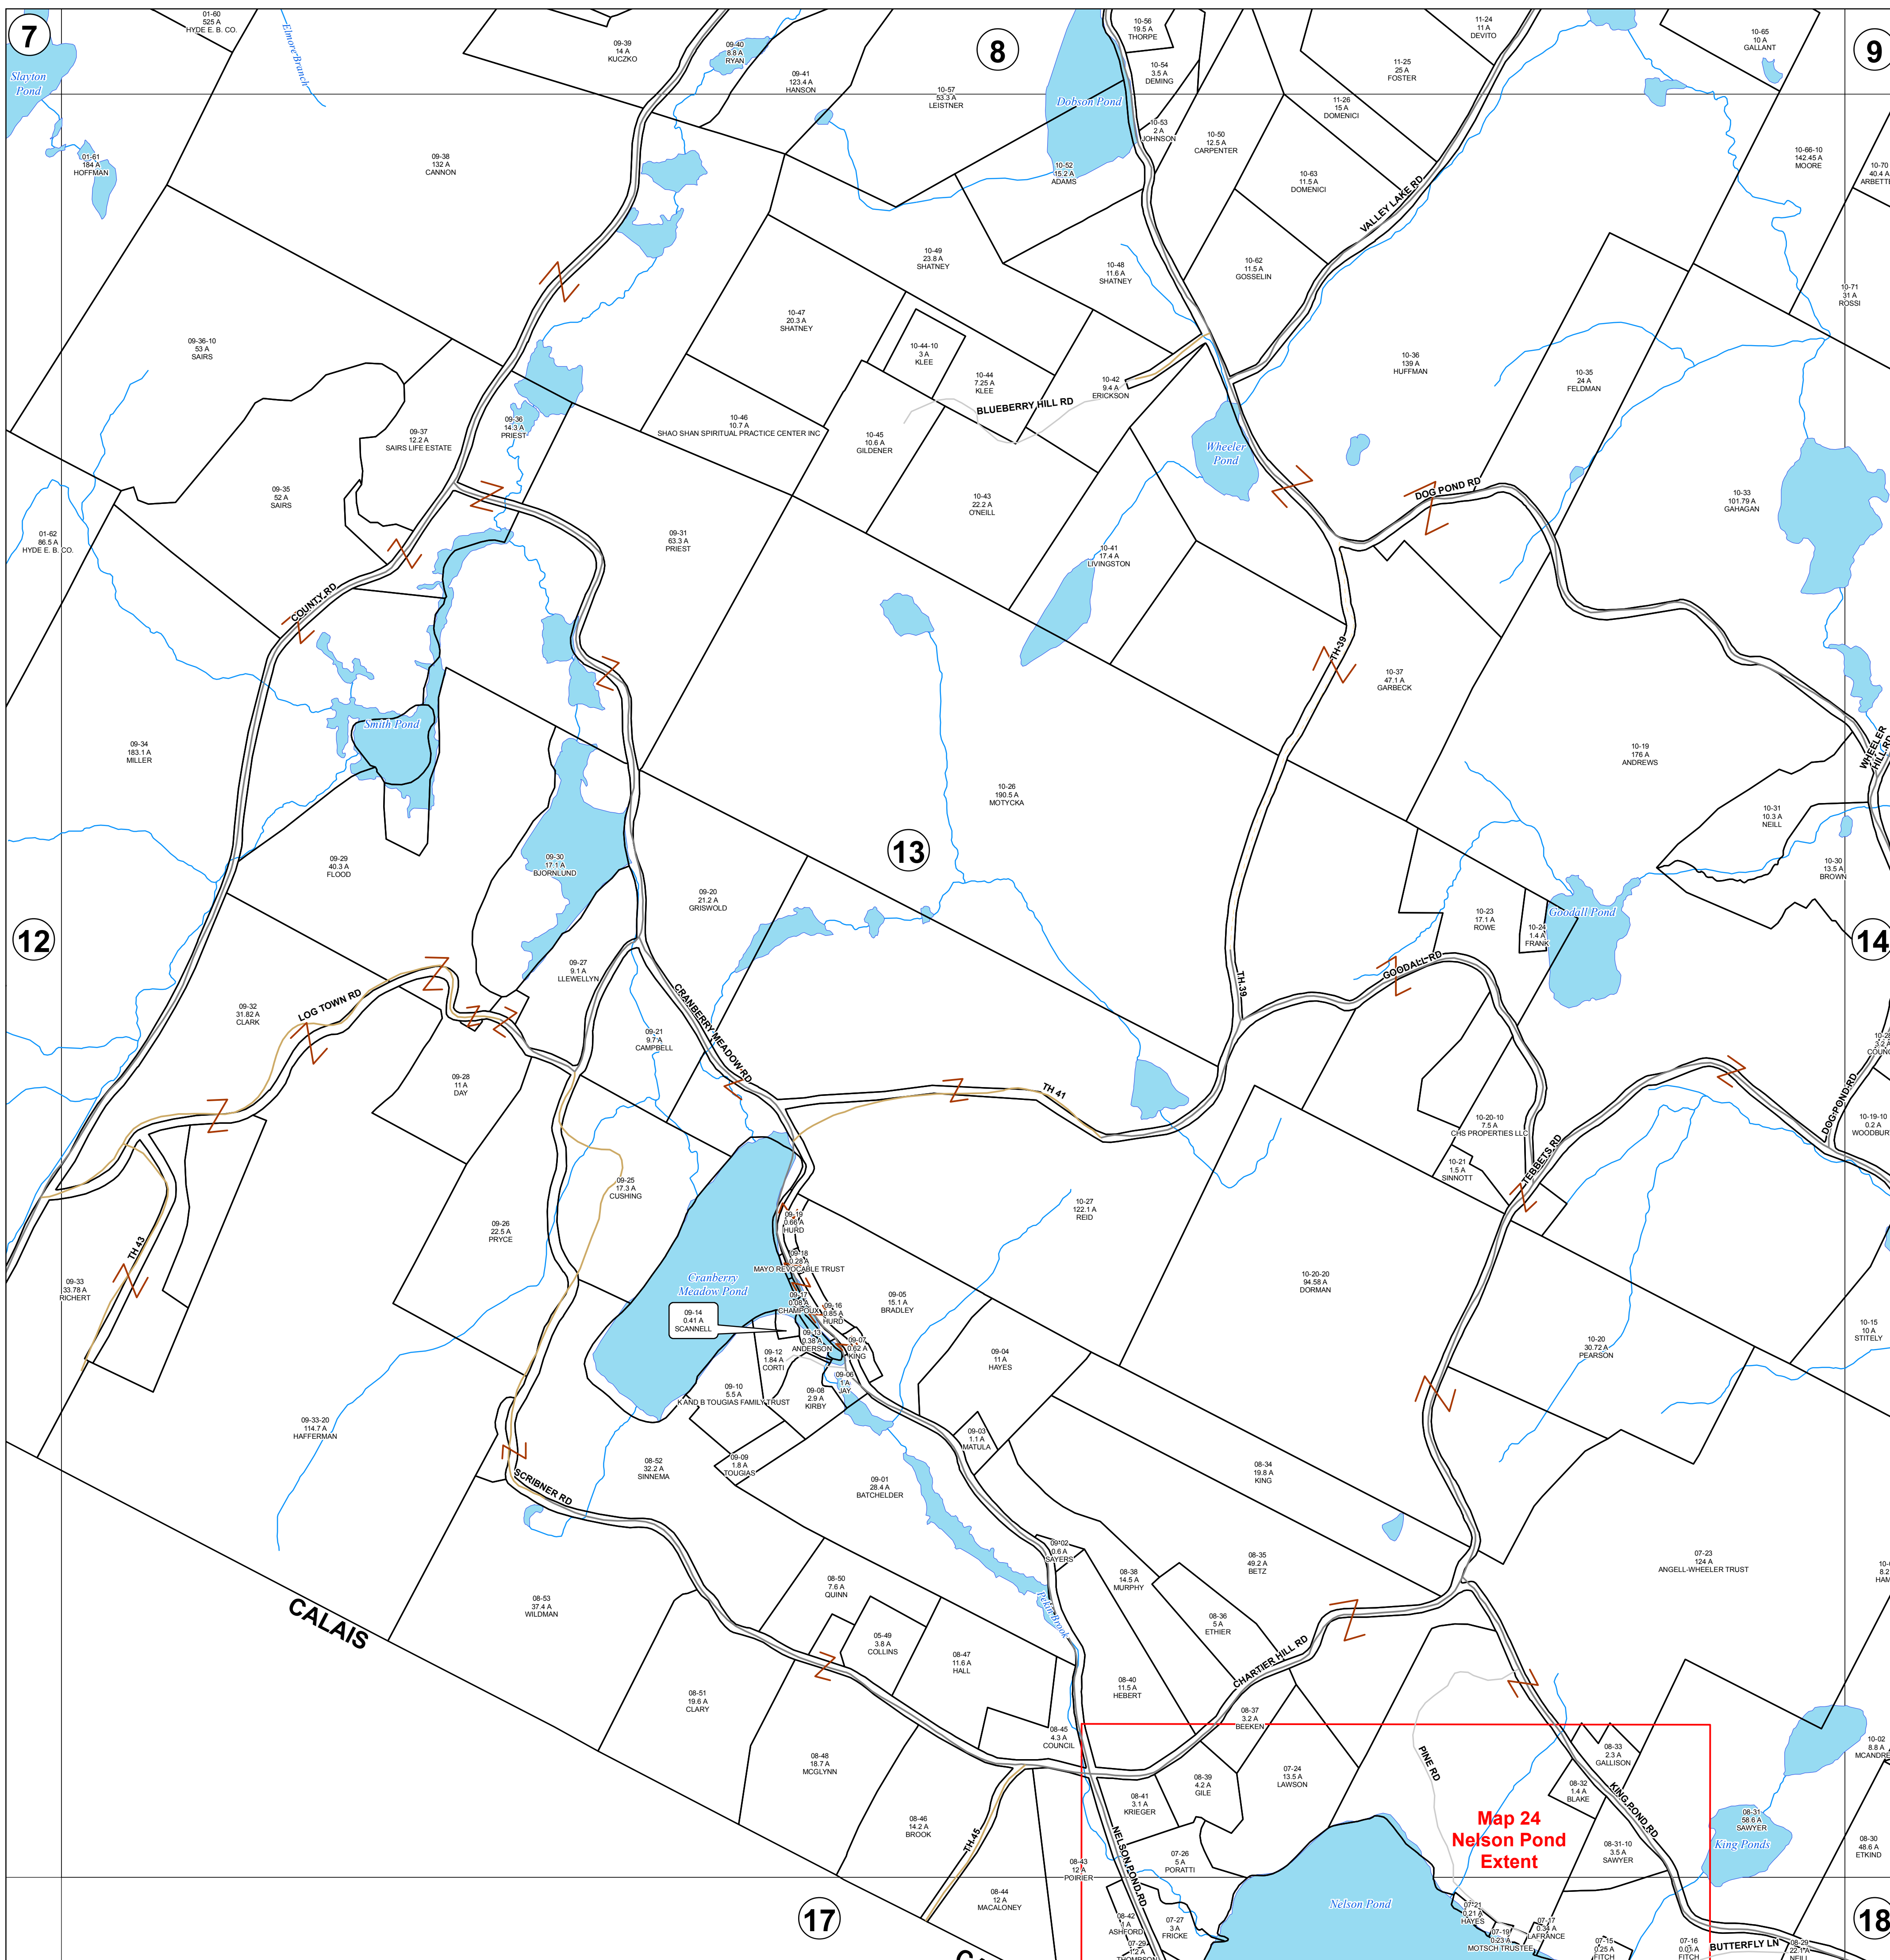 7
8
9
01-60
525 A
HYDE E. B. CO.
Elmore Branch
Slayton
Pond
09-39
14 A
KUCZKO
09-40
8.8 A
RYAN
09-41
123.4 A
HANSON
10-57
53.3 A
LEISTNER
Dobson Pond
10-56
19.5 A
THORPE
10-54
3.5 A
DEMING
11-24
11 A
DEVITO
11-25
25 A
FOSTER
10-65
10 A
GALLANT
11-26
15 A
DOMENICI
10-53
2 A
JOHNSON
10-50
12.5 A
CARPENTER
01-61
184 A
HOFFMAN
09-38
132 A
CANNON
10-52
15.2 A
ADAMS
10-63
11.5 A
DOMENICI
VALLEY LAKE RD
10-66-10
142.45 A
MOORE
10-70
40.4 A
ARBETTE
10-49
23.8 A
SHATNEY
10-48
11.6 A
SHATNEY
10-62
11.5 A
GOSSELIN
10-71
31 A
ROSSI
10-47
20.3 A
SHATNEY
09-36-10
53 A
SAIRS
10-44-10
3 A
KLEE
10-44
7.25 A
KLEE
10-42
9.4 A
ERICKSON
BLUEBERRY HILL RD
10-36
139 A
HUFFMAN
10-35
24 A
FELDMAN
09-37
12.2 A
SAIRS LIFE ESTATE
09-36
14.3 A
PRIEST
10-46
10.7 A
SHAO SHAN SPIRITUAL PRACTICE CENTER INC
10-45
10.6 A
GILDENER
Wheeler
Pond
09-35
52 A
SAIRS
10-43
22.2 A
O'NEILL
DOG POND RD
10-33
101.79 A
GAHAGAN
01-62
86.5 A
HYDE E. B. CO.
09-31
63.3 A
PRIEST
10-41
17.4 A
LIVINGSTON
COUNTY RD
TH-39
10-37
47.1 A
GARBECK
Smith Pond
09-34
183.1 A
MILLER
10-19
176 A
ANDREWS
WHEELER
HILL RD
10-26
190.5 A
MOTYCKA
10-31
10.3 A
NEILL
13
09-29
40.3 A
FLOOD
09-30
17.1 A
BJORNLUND
10-30
13.5 A
BROWN
09-20
21.2 A
GRISWOLD
12
10-23
17.1 A
ROWE
10-24
1.4 A
FRANK
Goodall Pond
14
09-27
9.1 A
LLEWELLYN
GOODALL RD
TH 39
09-32
31.82 A
CLARK
LOG TOWN RD
CRANBERRY MEADOW RD
09-21
9.7 A
CAMPBELL
10-28
3.2 A
COUNC
09-28
11 A
DAY
TH 41
DOG POND RD
10-19-10
0.2 A
WOODBUR
10-20-10
7.5 A
CHS PROPERTIES LLC
10-21
1.5 A
SINNOTT
TEBBETS RD
09-25
17.3 A
CUSHING
10-27
122.1 A
REID
09-26
22.5 A
PRYCE
09-19
0.66 A
HURD
TH 43
09-18
0.28 A
MAYO REVOCABLE TRUST
09-33
33.78 A
RICHERT
Cranberry
Meadow Pond
10-20-20
94.58 A
DORMAN
09-17
0.08 A
CHAMPOUX
09-16
0.85 A
HURD
09-05
15.1 A
BRADLEY
09-14
0.41 A
SCANNELL
09-13
0.38 A
ANDERSON
09-07
0.62 A
KING
10-15
10 A
STITELY
10-20
30.72 A
PEARSON
09-12
1.84 A
CORTI
09-04
11 A
HAYES
09-06
1 A
JAY
09-10
5.5 A
K AND B TOUGIAS FAMILY TRUST
09-08
2.9 A
KIRBY
09-33-20
114.7 A
HAFFERMAN
09-03
1.1 A
MATULA
09-09
1.8 A
TOUGIAS
08-52
32.2 A
SINNEMA
08-34
19.8 A
KING
SCRIBNER RD
09-01
28.4 A
BATCHELDER
09-02
0.6 A
SAYERS
08-35
49.2 A
BETZ
07-23
124 A
ANGELL-WHEELER TRUST
10-0
8.2
HAM
08-38
14.5 A
MURPHY
08-50
7.6 A
QUINN
08-53
37.4 A
WILDMAN
CALAIS
Pekin Brook
08-36
5 A
ETHIER
05-49
3.8 A
COLLINS
08-47
11.6 A
HALL
CHARTIER HILL RD
08-40
11.5 A
HEBERT
08-51
19.6 A
CLARY
08-37
3.2 A
BEEKEN
08-45
4.3 A
COUNCIL
08-48
18.7 A
MCGLYNN
08-33
2.3 A
GALLISON
10-02
8.8 A
MCANDRE
PINE RD
07-24
13.5 A
LAWSON
08-39
4.2 A
GILE
08-41
3.1 A
KRIEGER
08-32
1.4 A
BLAKE
KING POND RD
08-46
14.2 A
BROOK
Map 24
Nelson Pond
Extent
08-31
58.6 A
SAWYER
King Ponds
TH-45
NELSON POND RD
08-31-10
3.5 A
SAWYER
08-30
48.6 A
ETKIND
07-26
5 A
PORATTI
08-43
12 A
POIRIER
08-44
12 A
MACALONEY
17
Nelson Pond
18
08-42
1 A
ASHFORD
07-27
3 A
FRICKE
07-21
0.21 A
HAYES
07-19
0.23 A
MOTSCH TRUSTEE
07-17
0.34 A
LAFRANCE
07-29
1.2 A
THOMPSON
07-15
0.25 A
FITCH
07-16
0.03 A
FITCH
BUTTERFLY LN
08-29
22.1 A
NEILL